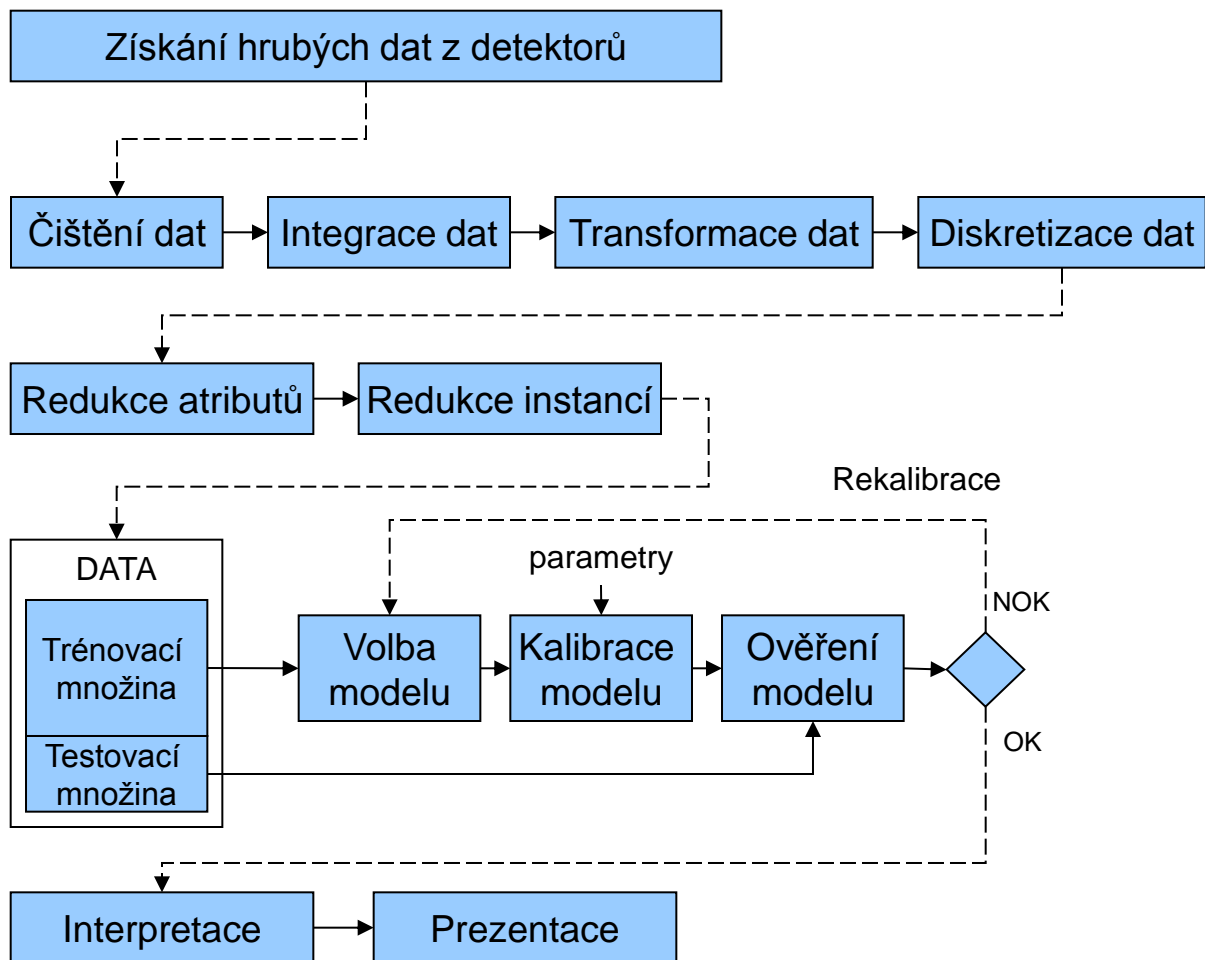 Získání hrubých dat z detektorů
Čištění dat
Integrace dat
Transformace dat
Diskretizace dat
Redukce atributů
Redukce instancí
Rekalibrace
DATA
parametry
NOK
Trénovací
množina
Volba
modelu
Kalibrace
modelu
Ověření
modelu
Testovací
množina
OK
Interpretace
Prezentace